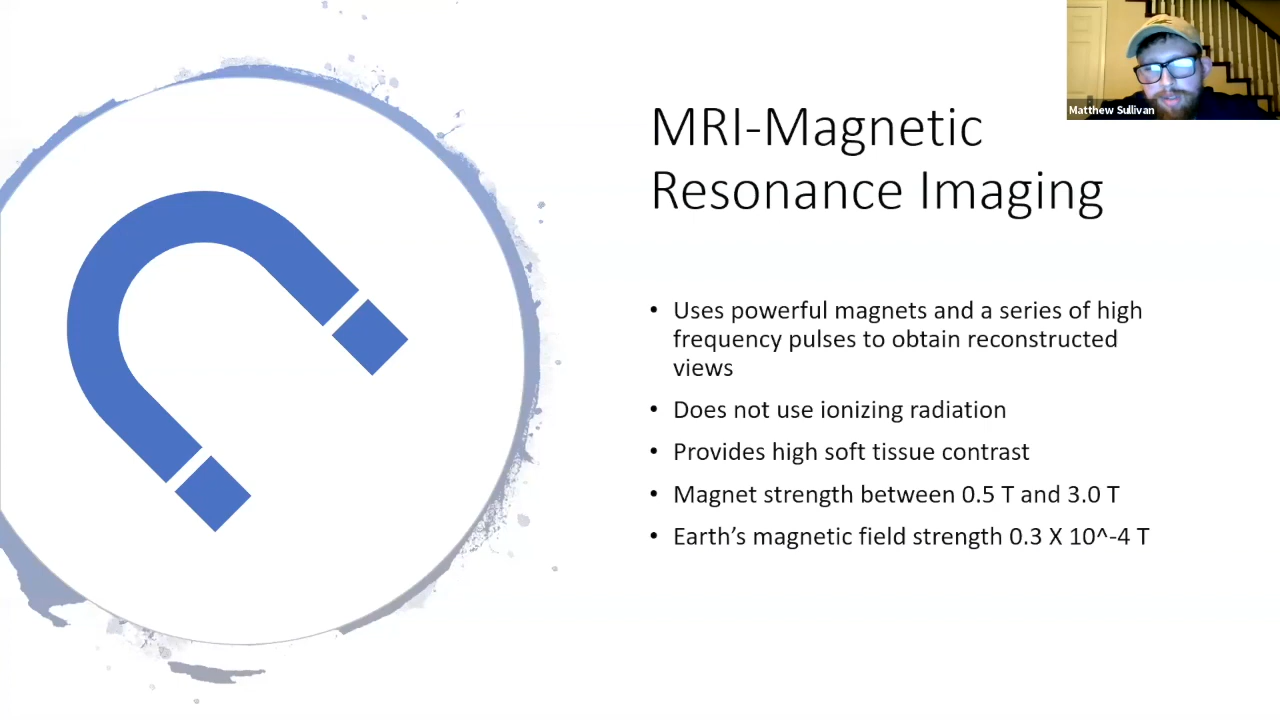 MRI-Magnetic
Resonance Imaging
Matthew Sullivan
• Uses powerful magnets and a series of high
frequency pulses to obtain reconstructed
views
• Does not use ionizing radiation
• Provides high soft tissue contrast
• Magnet strength between 0.5 T and 3.0 T
• Earth’s magnetic field strength 0.3 X 10^-4 T